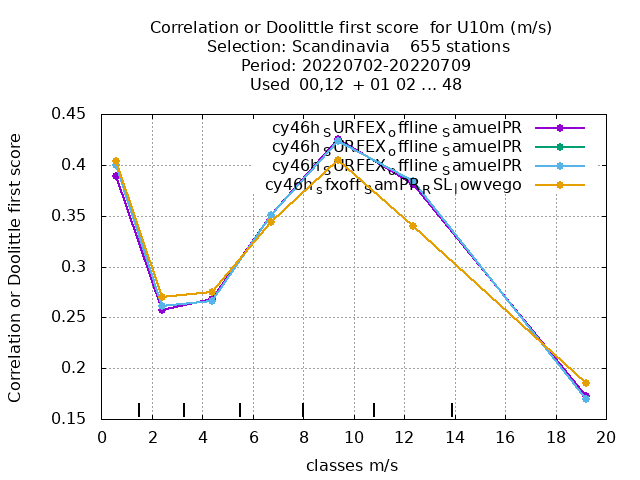 Correlation or Doolittle first score  for U10m (m/s)
Selection: Scandinavia    655 stations
Period: 20220702-20220709
Used  00,12  + 01 02 ... 48
Correlation or Doolittle first score
0.45
0.4
0.35
0.3
0.25
0.2
0.15
cy46h_SURFEX_offline_SamuelPR
cy46h_SURFEX_offline_SamuelPR
cy46h_SURFEX_offline_SamuelPR
cy46h_sfxoff_SamPR_RSL_lowvego
0 2 4 6 8 10 12 14 16 18 20
classes m/s